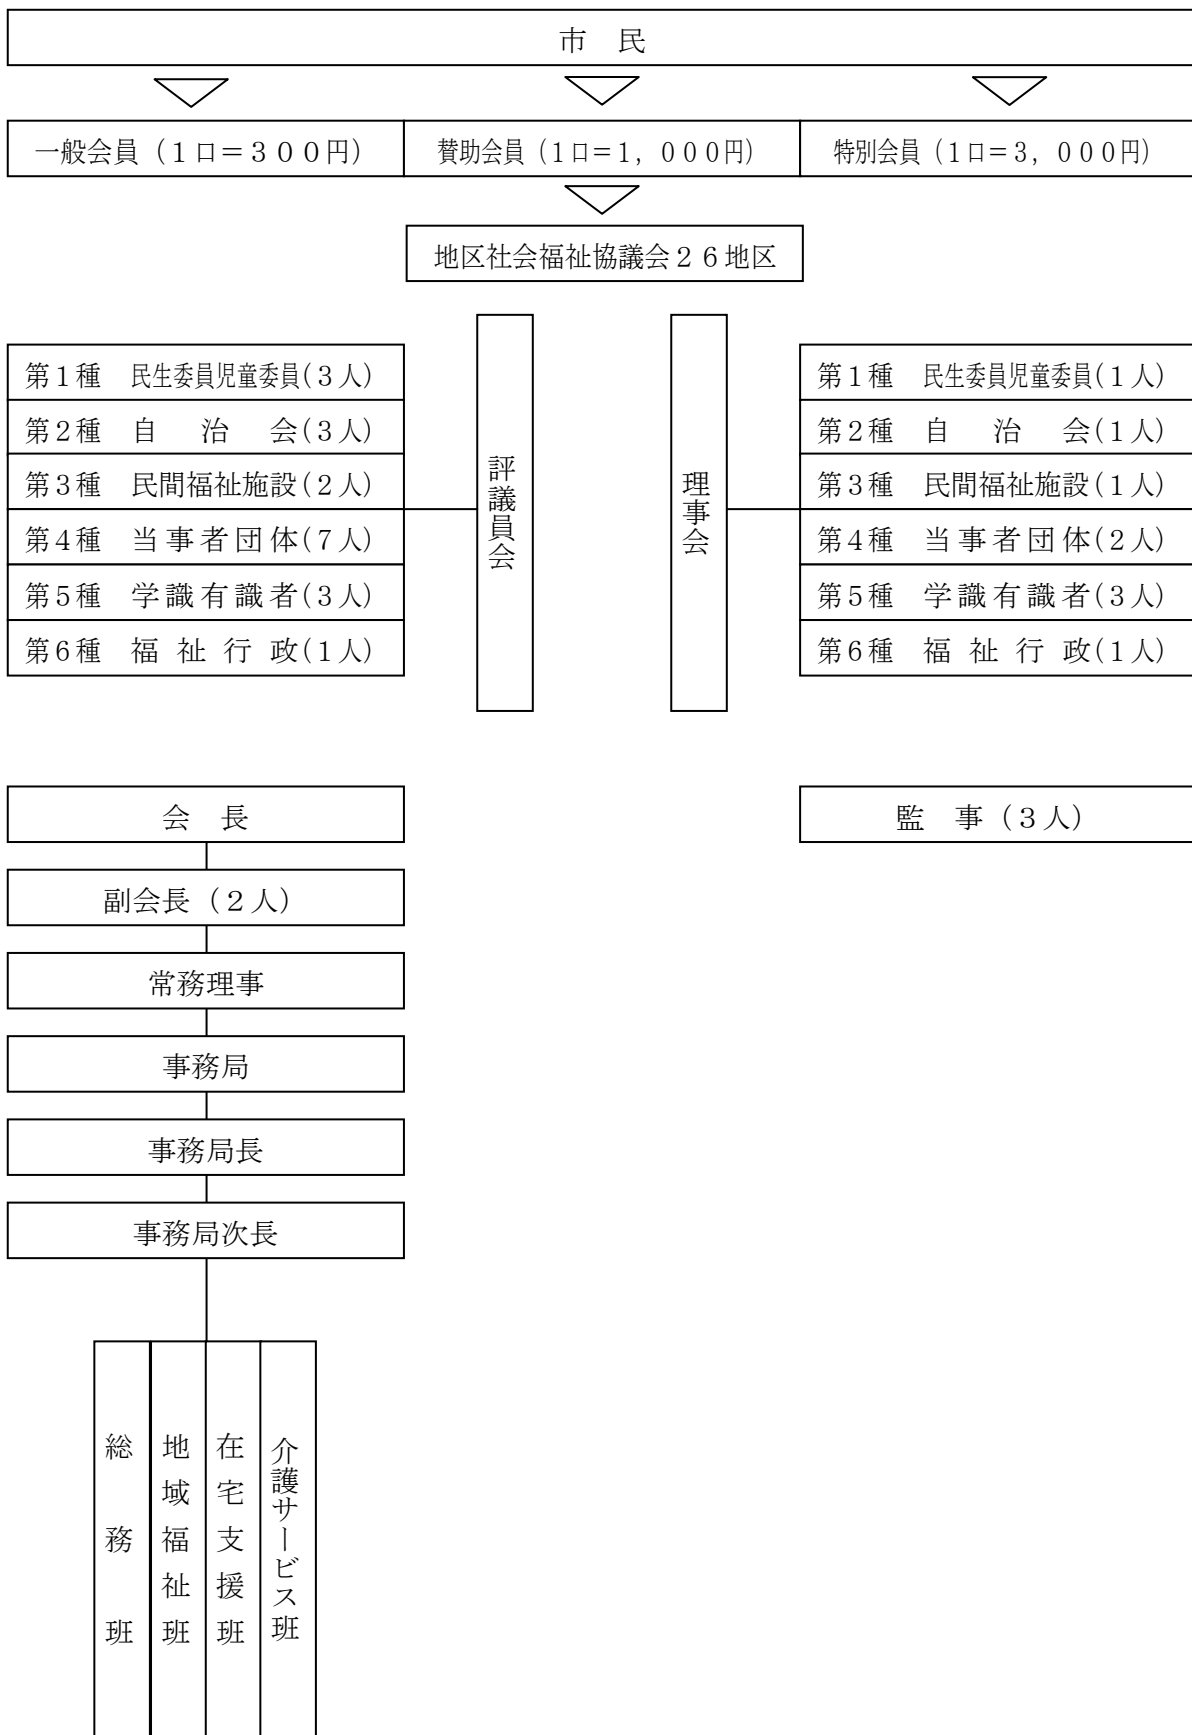 市　民
一般会員（1口＝３００円）
賛助会員（1口＝1，０００円）
特別会員（1口＝3，０００円）
地区社会福祉協議会２６地区
第1種　民生委員児童委員(3人)
第2種　自　治　会(3人)
第3種　民間福祉施設(2人)
第4種　当事者団体(7人)
第5種　学識有識者(3人)
第6種　福祉行政(1人)
評議員会
理事会
第1種　民生委員児童委員(1人)
第2種　自　治　会(1人)
第3種　民間福祉施設(1人)
第4種　当事者団体(2人)
第5種　学識有識者(3人)
第6種　福祉行政(1人)
会　長
監　事（３人）
副会長（２人）
常務理事
事務局
事務局長
事務局次長
総務班
地域福祉班
在宅支援班
介護サービス班